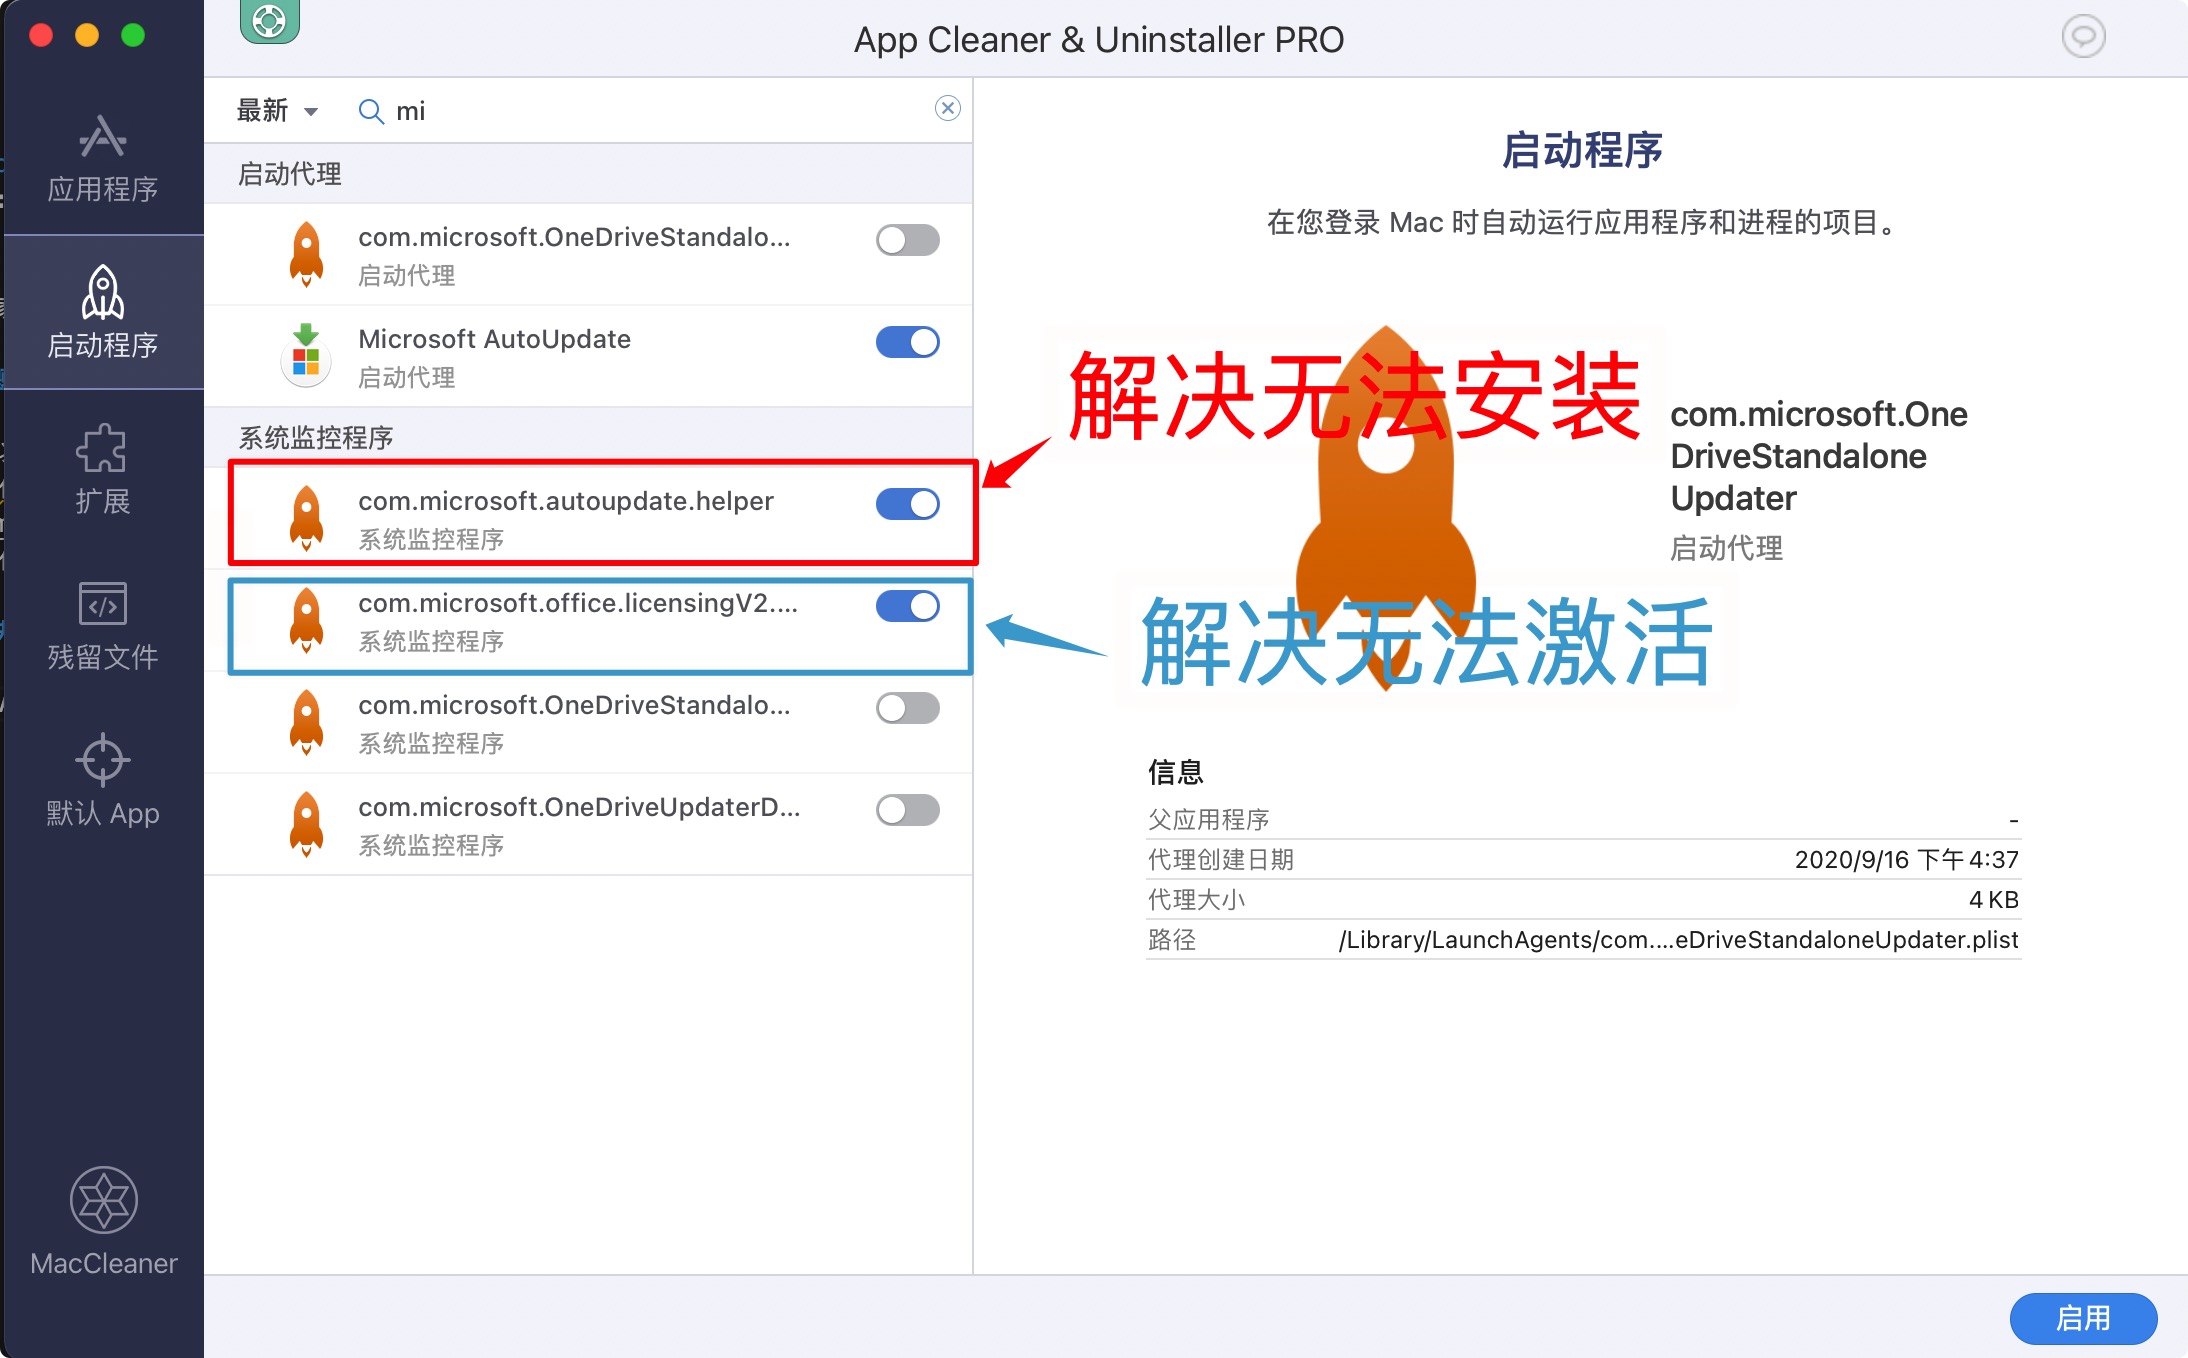 App Cleaner & Uninstaller PRO
应用程序
启动程序
扩展
残留文件
默认 App
MacCleaner
最新
mi
启动代理
com.microsoft.OneDriveStandalo...
启动代理
Microsoft AutoUpdate
启动代理
系统监控程序
com.microsoft.autoupdate.helper
系统监控程序
com.microsoft.office.licensingV2....
系统监控程序
com.microsoft.OneDriveStandalo...
系统监控程序
com.microsoft.OneDriveUpdaterD...
系统监控程序
启动程序
在您登录 Mac 时自动运行应用程序和进程的项目。
解决无法安装
com.microsoft.One
DriveStandalone
Updater
启动代理
解决无法激活
信息
父应用程序 -
代理创建日期 2020/9/16 下午4:37
代理大小 4 KB
路径 /Library/LaunchAgents/com....eDriveStandaloneUpdater.plist
启用